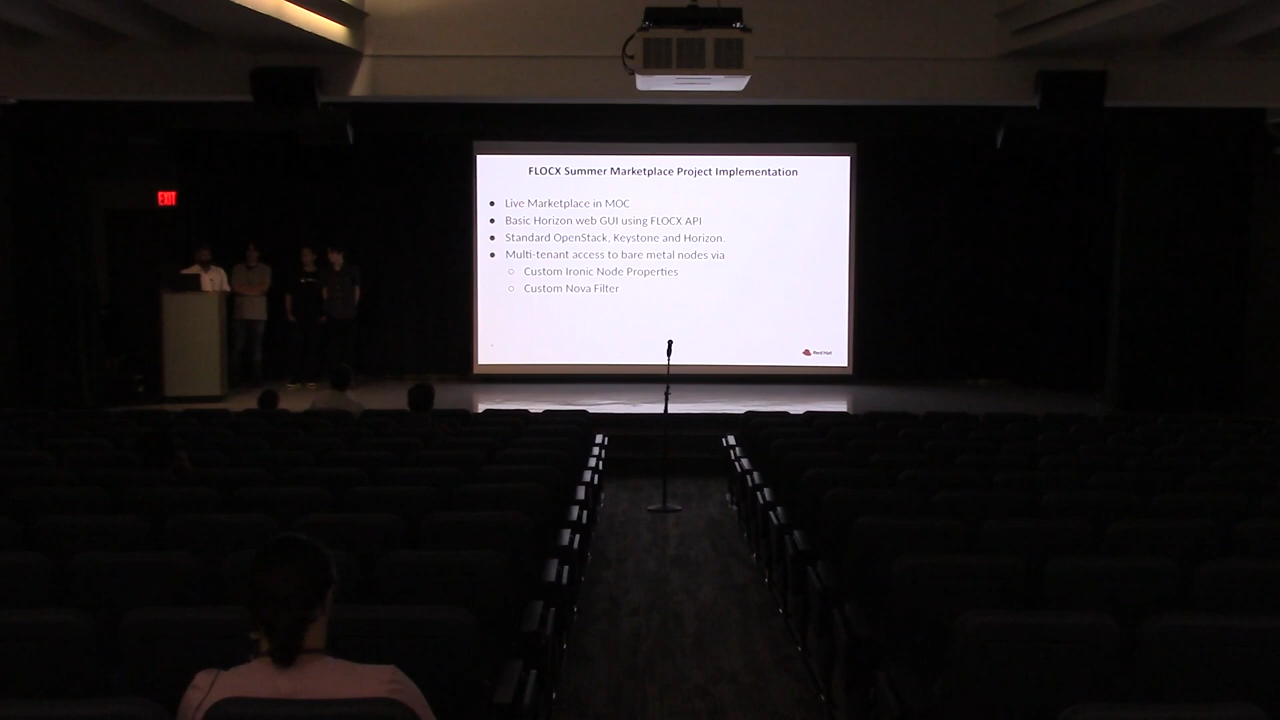 FLOCX Summer Marketplace Project Implementation
● Live Marketplace in MOC
● Basic Horizon web GUI using FLOCX API
● Standard OpenStack, Keystone and Horizon.
● Multi-tenant access to bare metal nodes via
○ Custom Ironic Node Properties
○ Custom Nova Filter
Red Hat
EXIT